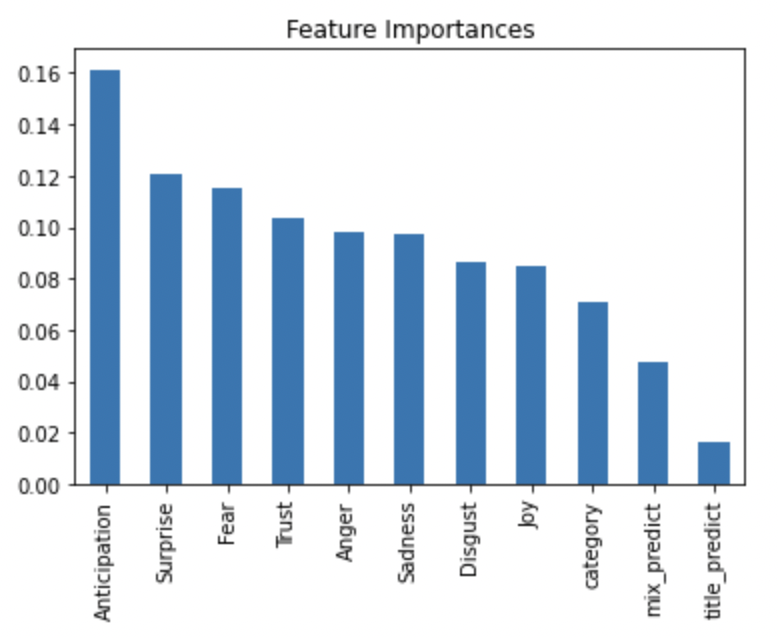 Feature Importances
0.16
0.14
0.12
0.10
0.08
0.06
0.04
0.02
0.00
Anticipation
Surprise
Fear
Trust
Anger
Sadness
Disgust
Joy
category
mix_predict
title_predict